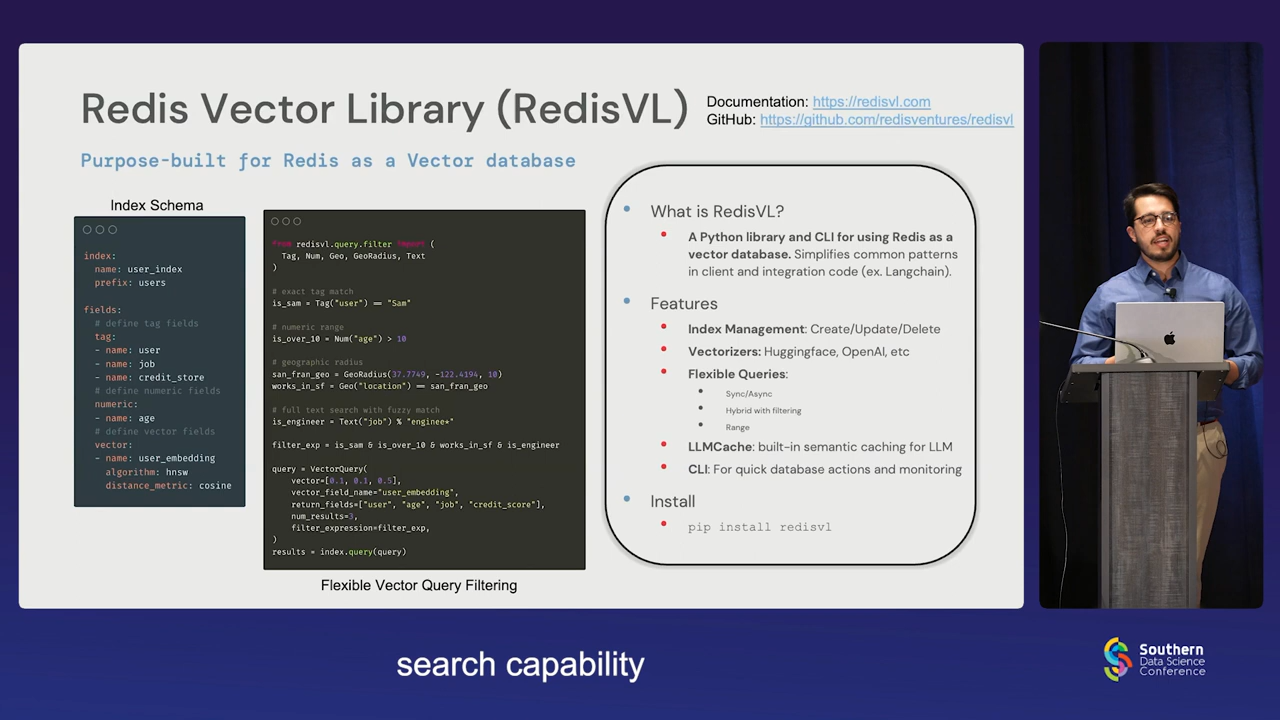 Redis Vector Library (RedisVL)
Documentation: https://redisvl.com
GitHub: https://github.com/redisventures/redisvl
Purpose-built for Redis as a Vector database
Index Schema
index:
name: user_index
prefix: users
fields:
# define tag fields
tag:
- name: user
- name: job
- name: credit_store
# define numeric fields
numeric:
- name: age
# define vector fields
vector:
- name: user_embedding
algorithm: hnsw
distance_metric: cosine
from redisvl.query.filter import (
Tag, Num, Geo, GeoRadius, Text
)
# exact tag match
is_sam = Tag("user") == "Sam"
# numeric range
is_over_10 = Num("age") > 10
# geographic radius
san_fran_geo = GeoRadius(37.7749, -122.4194, 10)
works_in_sf = Geo("location") == san_fran_geo
# full text search with fuzzy match
is_engineer = Text("job") % "enginee*"
filter_exp = is_sam & is_over_10 & works_in_sf & is_engineer
query = VectorQuery(
vector=[0.1, 0.1, 0.5],
vector_field_name="user_embedding",
return_fields=["user", "age", "job", "credit_score"],
num_results=3,
filter_expression=filter_exp,
)
results = index.query(query)
Flexible Vector Query Filtering
• What is RedisVL?
• A Python library and CLI for using Redis as a
vector database. Simplifies common patterns
in client and integration code (ex. Langchain).
• Features
• Index Management: Create/Update/Delete
• Vectorizers: Huggingface, OpenAI, etc
• Flexible Queries:
• Sync/Async
• Hybrid with filtering
• Range
• LLMCache: built-in semantic caching for LLM
• CLI: For quick database actions and monitoring
• Install
• pip install redisvl
search capability
Southern
Data Science
Conference